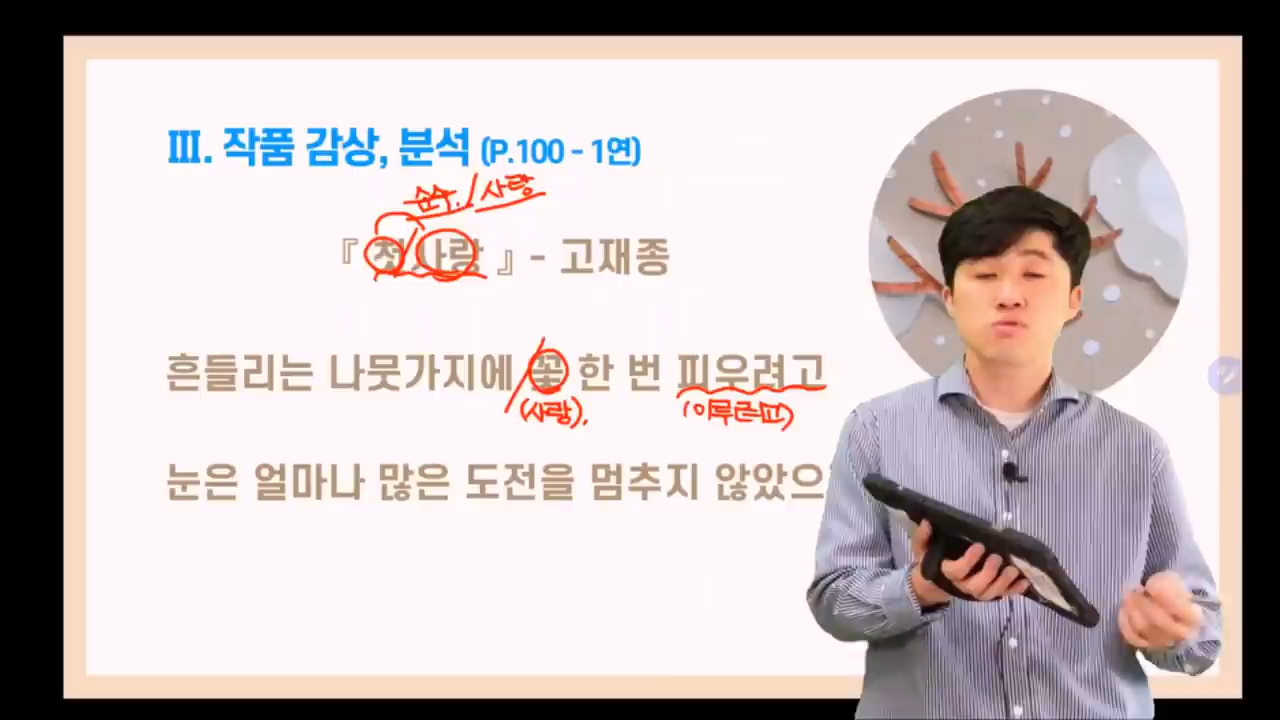 Ⅲ. 작품 감상, 분석 (P.100 - 1연)
순수. / 사랑
『 첫사랑 』 - 고재종
흔들리는 나뭇가지에 꽃 한 번 피우려고
(사랑).
(이루려고)
눈은 얼마나 많은 도전을 멈추지 않았으